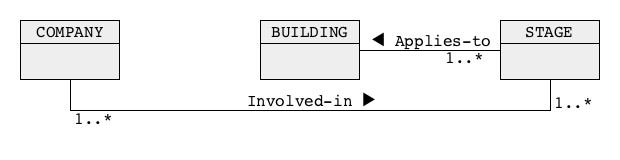 COMPANY
BUILDING
STAGE
◀ Applies-to
1..*
Involved-in ▶
1..*
1..*